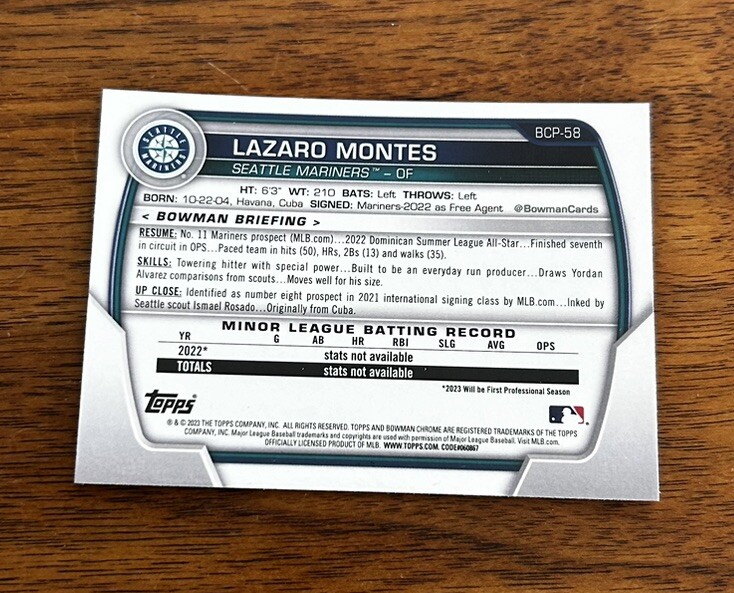 BCP-58
SEATTLE MARINERS
LAZARO MONTES
SEATTLE MARINERS™ – OF
HT: 6'3" WT: 210 BATS: Left THROWS: Left
BORN: 10-22-04, Havana, Cuba SIGNED: Mariners-2022 as Free Agent @BowmanCards
< BOWMAN BRIEFING >
RESUME: No. 11 Mariners prospect (MLB.com)...2022 Dominican Summer League All-Star...Finished seventh
in circuit in OPS...Paced team in hits (50), HRs, 2Bs (13) and walks (35).
SKILLS: Towering hitter with special power...Built to be an everyday run producer...Draws Yordan
Alvarez comparisons from scouts...Moves well for his size.
UP CLOSE: Identified as number eight prospect in 2021 international signing class by MLB.com...Inked by
Seattle scout Ismael Rosado...Originally from Cuba.
MINOR LEAGUE BATTING RECORD
YR G AB HR RBI SLG AVG OPS
2022* stats not available
TOTALS stats not available
*2023 Will be First Professional Season
Topps
® & © 2023 THE TOPPS COMPANY, INC. ALL RIGHTS RESERVED. TOPPS AND BOWMAN CHROME ARE REGISTERED TRADEMARKS OF THE TOPPS
COMPANY, INC. Major League Baseball trademarks and copyrights are used with permission of Major League Baseball. Visit MLB.com.
OFFICIALLY LICENSED PRODUCT OF MLB. WWW.TOPPS.COM. CODE#060867